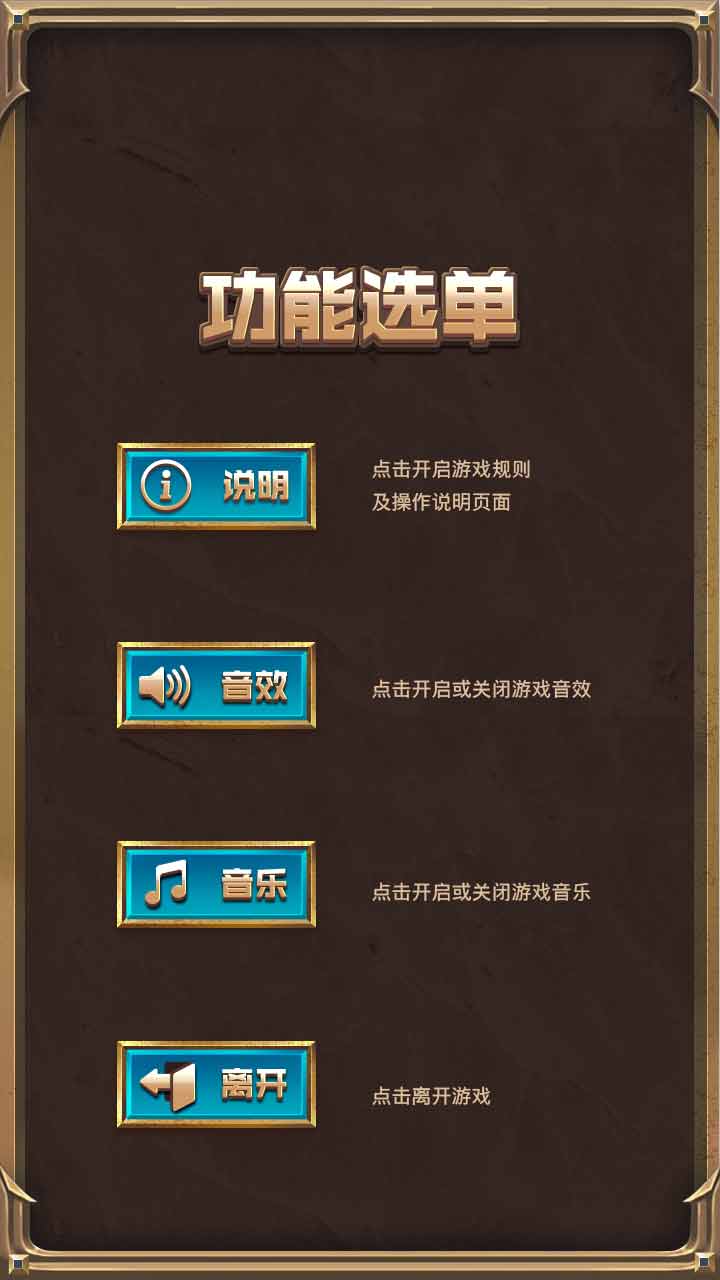 功能选单
说明
点击开启游戏规则
及操作说明页面
音效
点击开启或关闭游戏音效
音乐
点击开启或关闭游戏音乐
离开
点击离开游戏